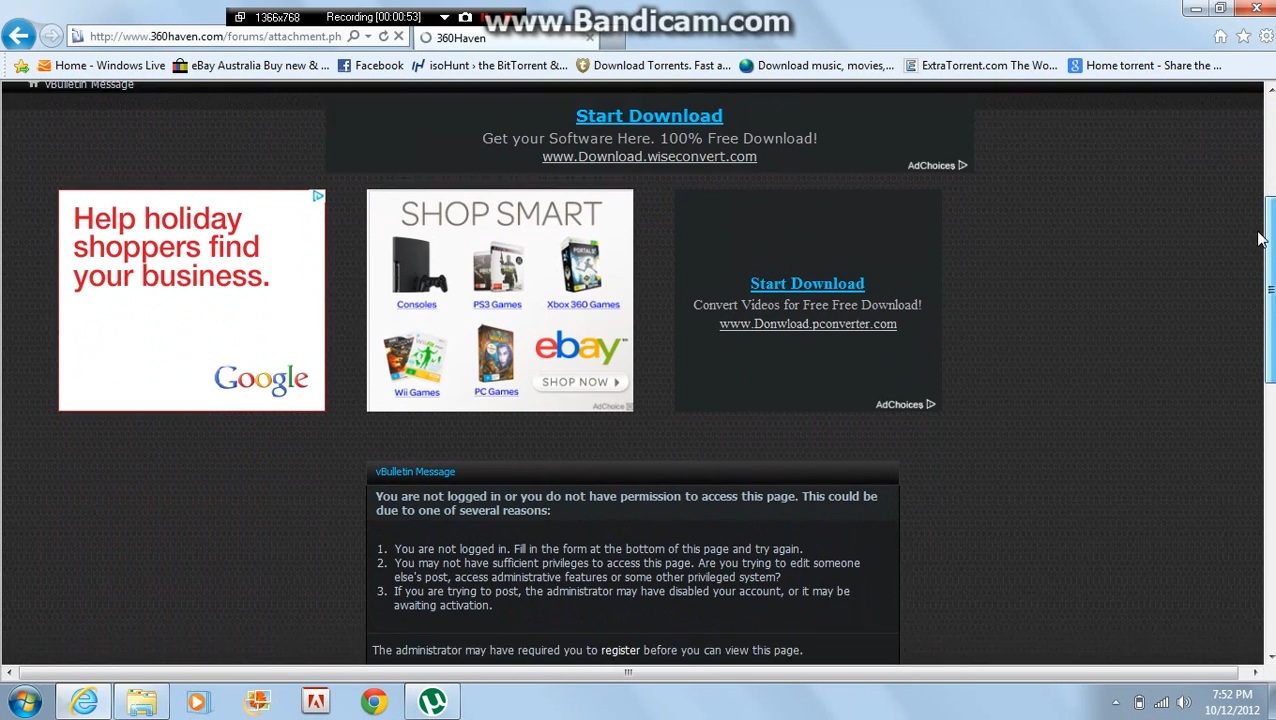 1366x768
Recording [00:00:53]
www.Bandicam.com
http://www.360haven.com/forums/attachment.ph
360Haven
Home - Windows Live
eBay Australia Buy new & ...
Facebook
isoHunt › the BitTorrent &...
Download Torrents. Fast a...
Download music, movies,...
ExtraTorrent.com The Wo...
Home torrent - Share the ...
vBulletin Message
Start Download
Get your Software Here. 100% Free Download!
www.Download.wiseconvert.com
AdChoices
Help holiday
shoppers find
your business.
Google
SHOP SMART
Consoles
PS3 Games
Xbox 360 Games
Wii Games
PC Games
ebay
SHOP NOW
AdChoice
Start Download
Convert Videos for Free Free Download!
www.Donwload.pconverter.com
AdChoices
vBulletin Message
You are not logged in or you do not have permission to access this page. This could be
due to one of several reasons:
1. You are not logged in. Fill in the form at the bottom of this page and try again.
2. You may not have sufficient privileges to access this page. Are you trying to edit someone
else's post, access administrative features or some other privileged system?
3. If you are trying to post, the administrator may have disabled your account, or it may be
awaiting activation.
The administrator may have required you to register before you can view this page.
7:52 PM
10/12/2012